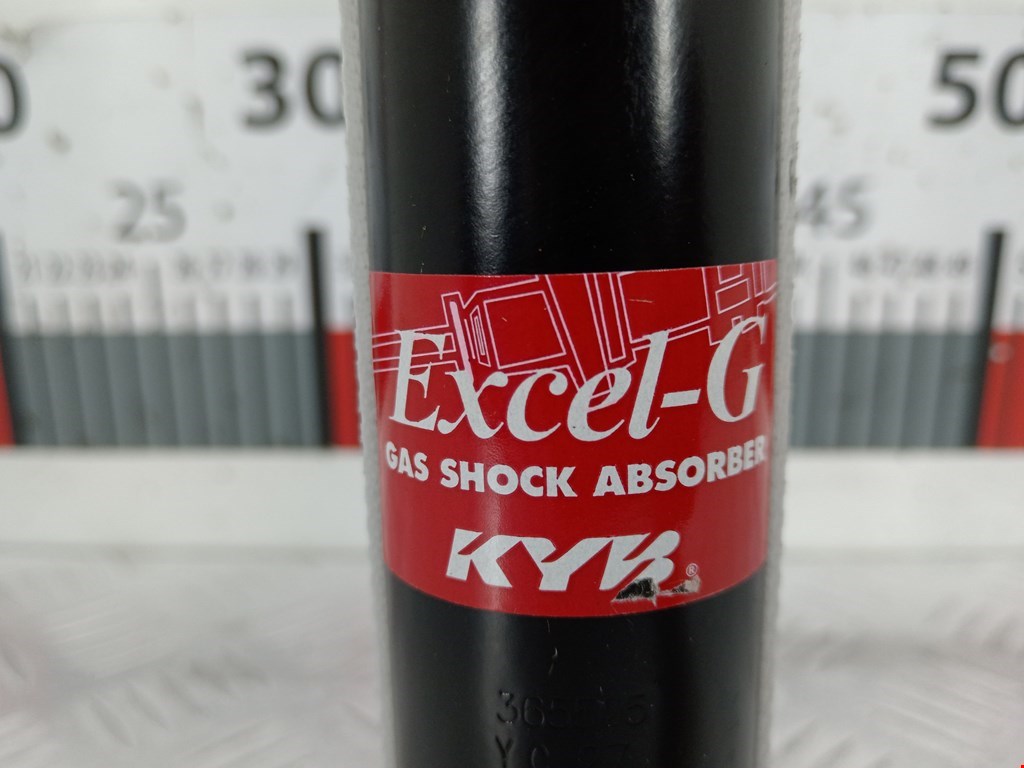 30
50
25
45
Excel-G
GAS SHOCK ABSORBER
KYB®